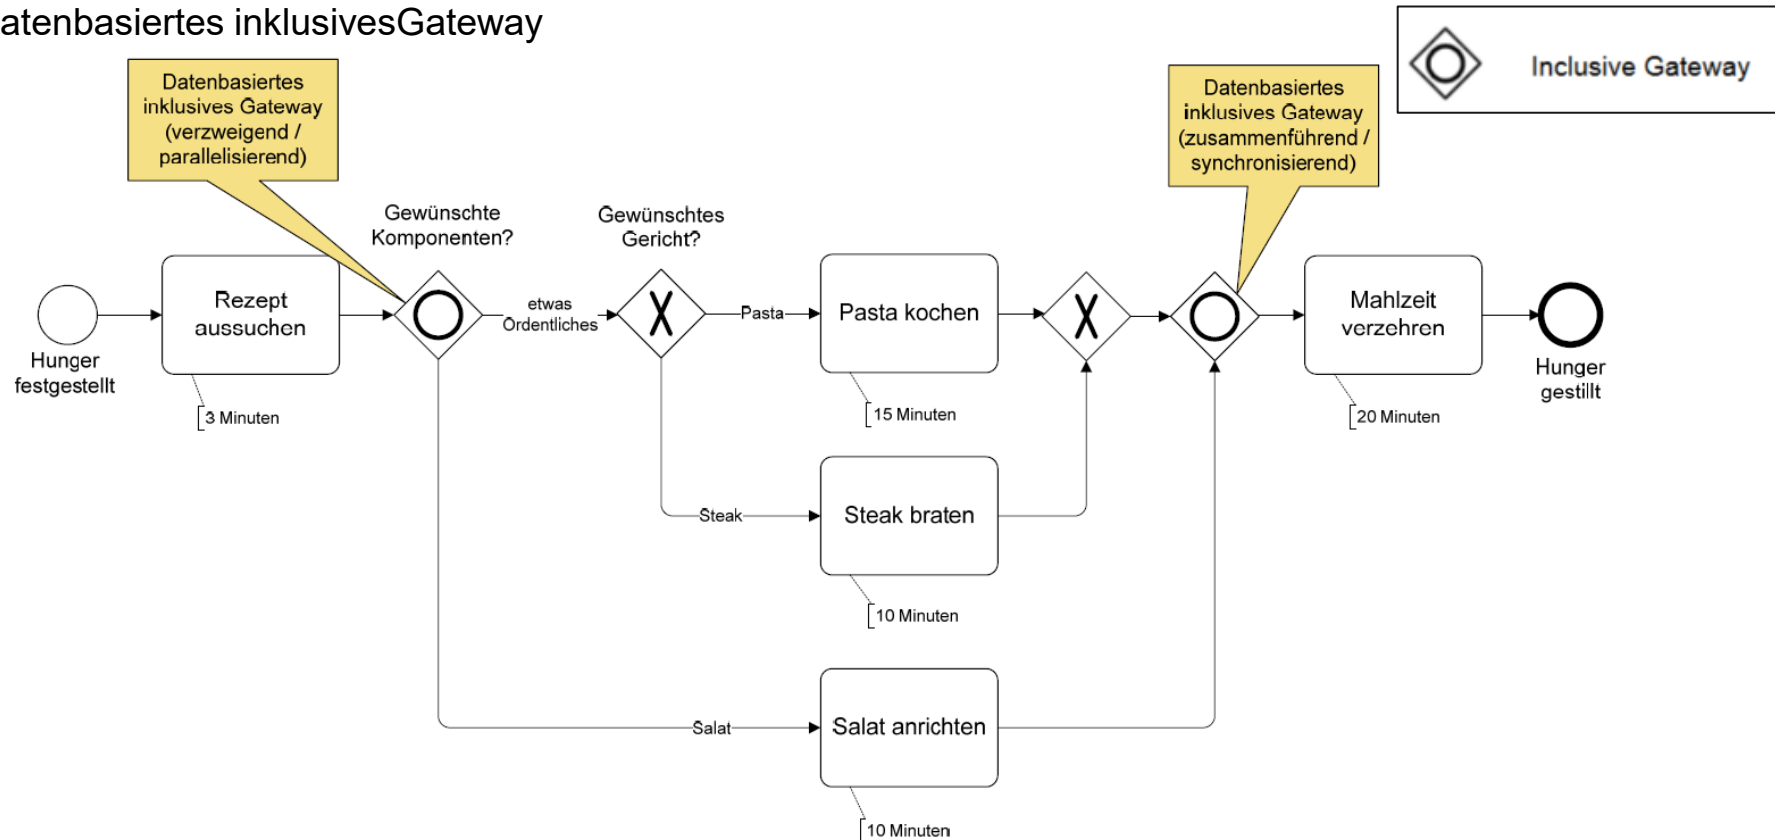 atenbasiertes inklusivesGateway
Inclusive Gateway
Datenbasiertes
inklusives Gateway
(verzweigend /
parallelisierend)
Datenbasiertes
inklusives Gateway
(zusammenführend /
synchronisierend)
Gewünschte
Komponenten?
Gewünschtes
Gericht?
Hunger
festgestellt
Rezept
aussuchen
3 Minuten
etwas
Ordentliches
X
Pasta
Pasta kochen
15 Minuten
X
Mahlzeit
verzehren
20 Minuten
Hunger
gestillt
Steak
Steak braten
10 Minuten
Salat
Salat anrichten
10 Minuten